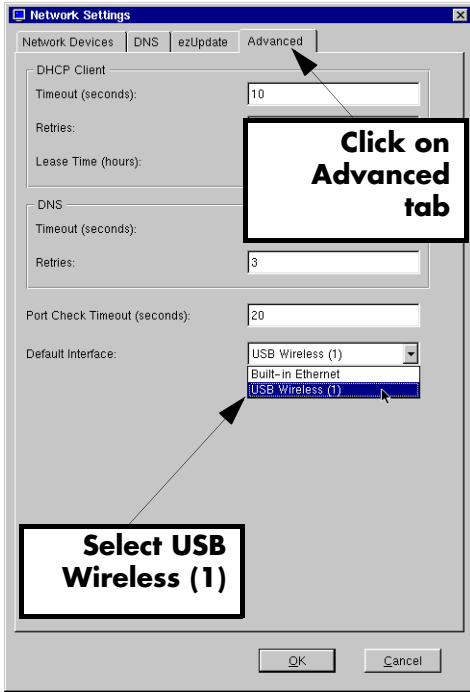 Network Settings
Network Devices DNS ezUpdate Advanced
DHCP Client
Timeout (seconds): 10
Retries:
Lease Time (hours):
Click on
Advanced
tab
DNS
Timeout (seconds):
Retries: 3
Port Check Timeout (seconds): 20
Default Interface: USB Wireless (1)
Built-in Ethernet
USB Wireless (1)
Select USB
Wireless (1)
OK Cancel